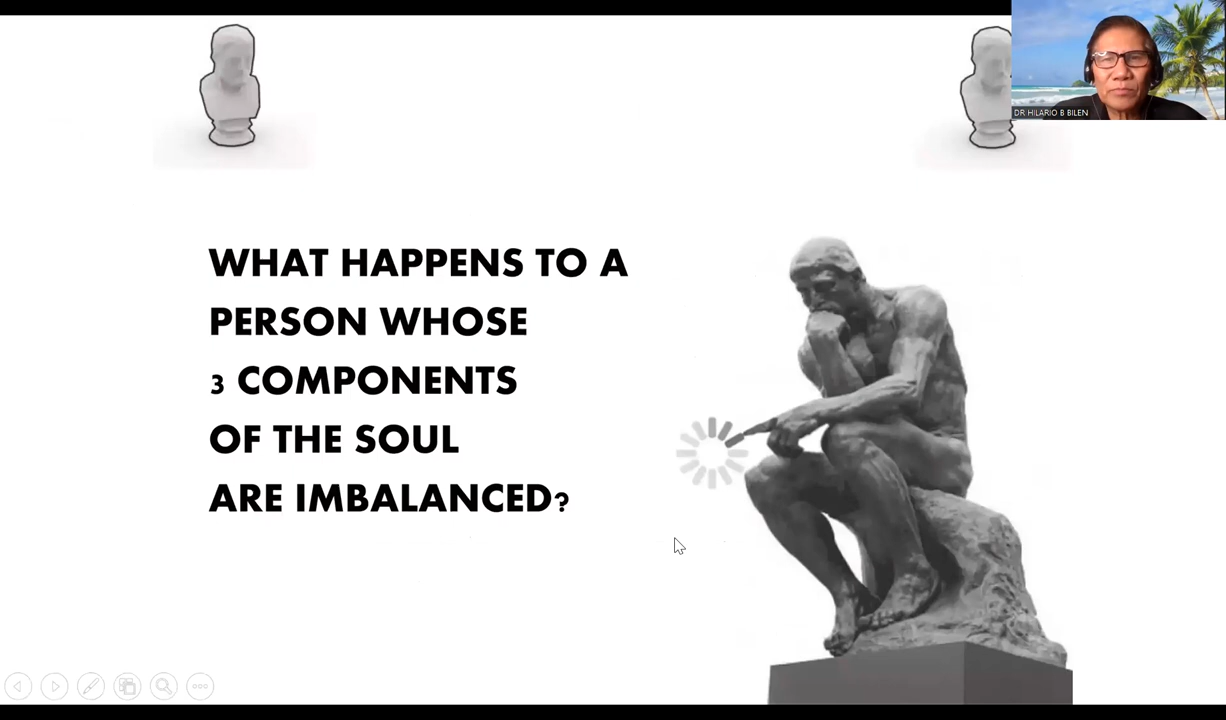 DR HILARIO B BILEN
WHAT HAPPENS TO A
PERSON WHOSE
3 COMPONENTS
OF THE SOUL
ARE IMBALANCED?